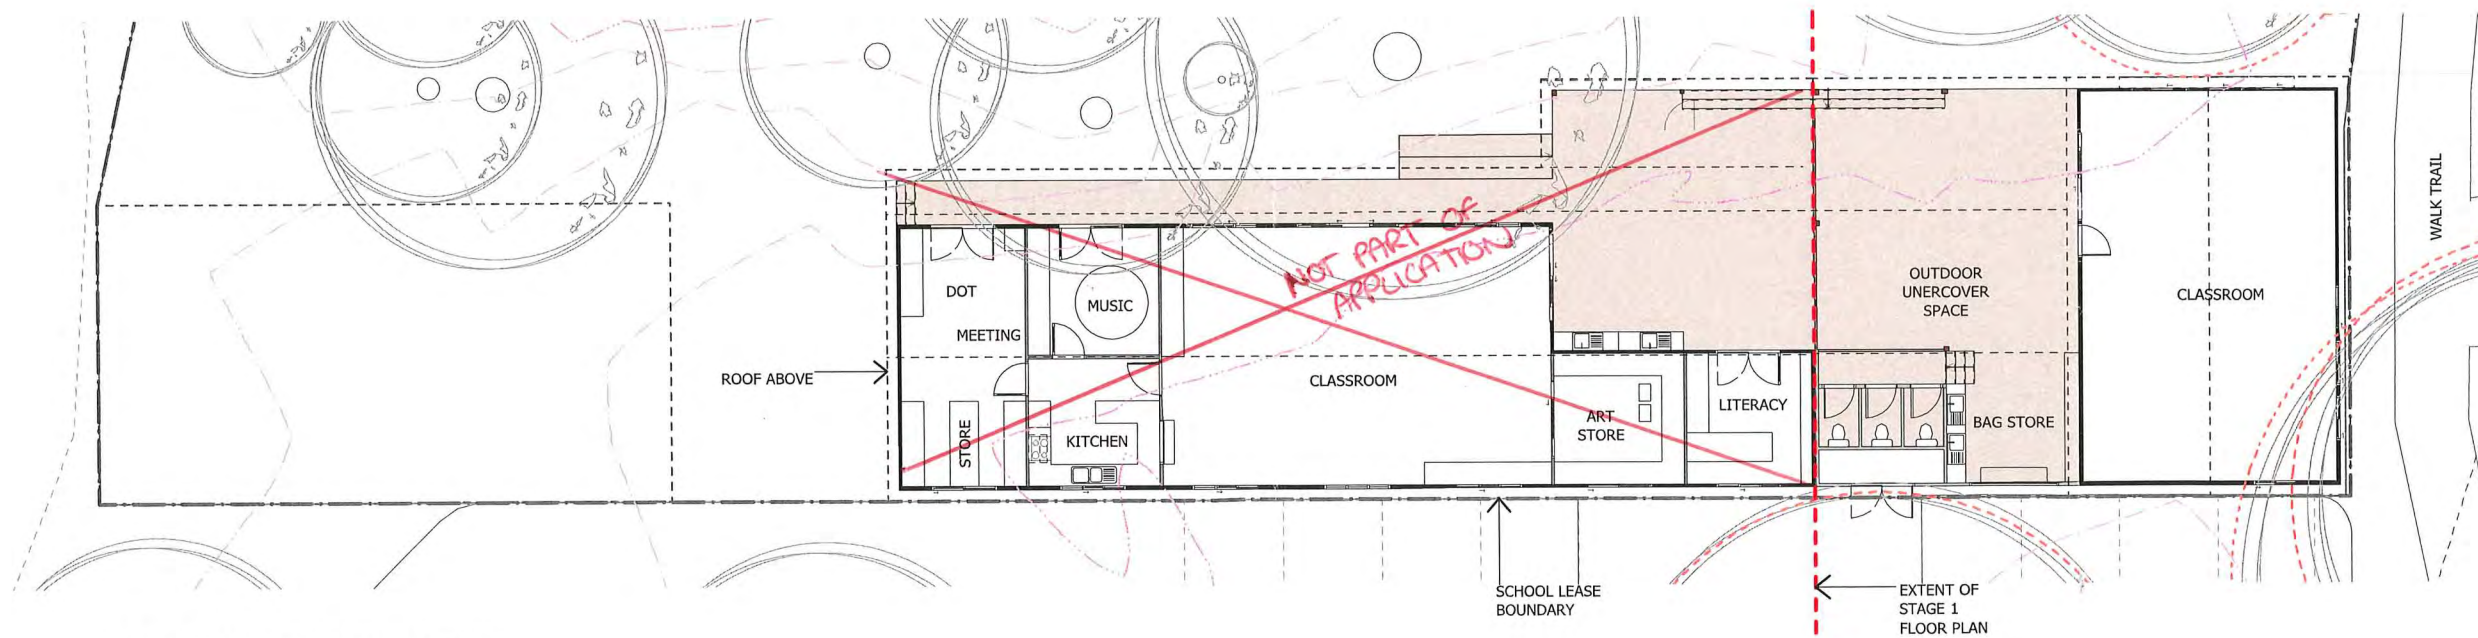 NOT PART OF
APPLICATION
DOT
MEETING
MUSIC
STORE
KITCHEN
CLASSROOM
ART
STORE
LITERACY
OUTDOOR
UNERCOVER
SPACE
BAG STORE
CLASSROOM
WALK TRAIL
ROOF ABOVE
SCHOOL LEASE
BOUNDARY
EXTENT OF
STAGE 1
FLOOR PLAN